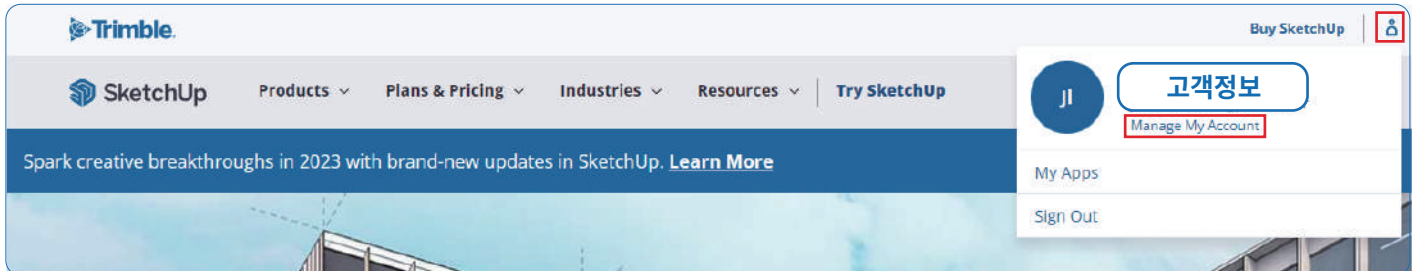 Trimble.
Buy SketchUp
SketchUp Products Plans & Pricing Industries Resources Try SketchUp
JI
고객정보
Manage My Account
Spark creative breakthroughs in 2023 with brand-new updates in SketchUp. Learn More
My Apps
Sign Out